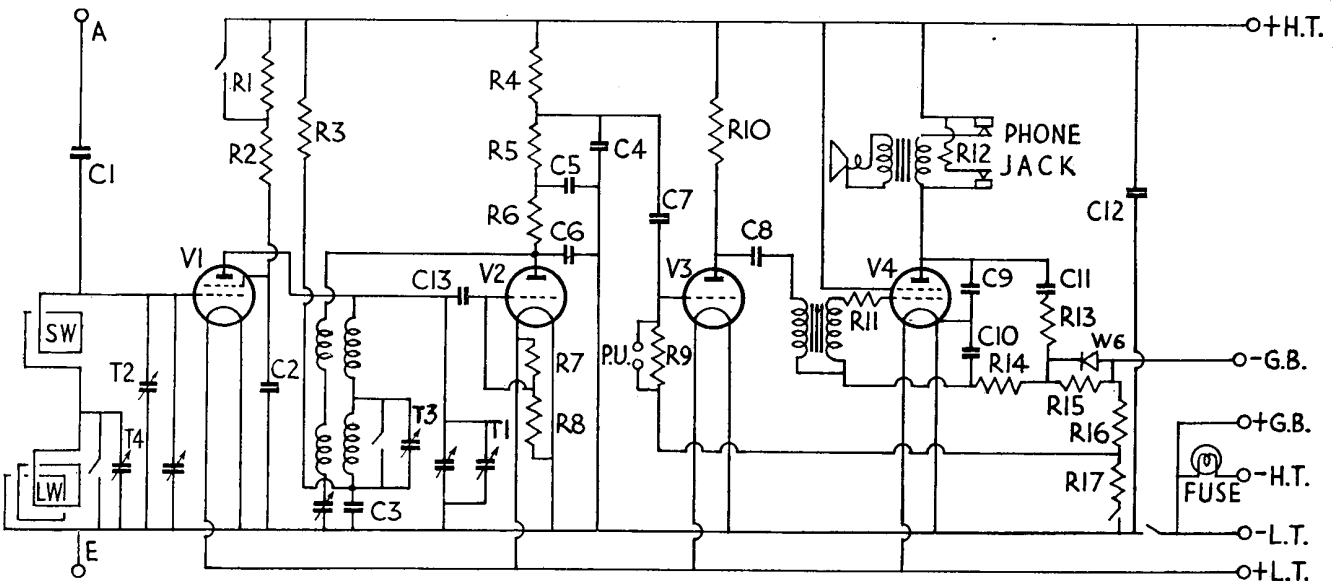 A
C1
SW
T2
T4
LW
E
V1
R1
R2
C2
R3
T3
C3
R4
R5
R6
C5
C6
C4
V2
C13
R7
R8
T1
C7
P.U.
R9
V3
R10
C8
R11
V4
R12
PHONE
JACK
C9
C10
C11
R13
R14
W6
R15
R16
R17
C12
+H.T.
-G.B.
+G.B.
-H.T.
FUSE
-L.T.
+L.T.